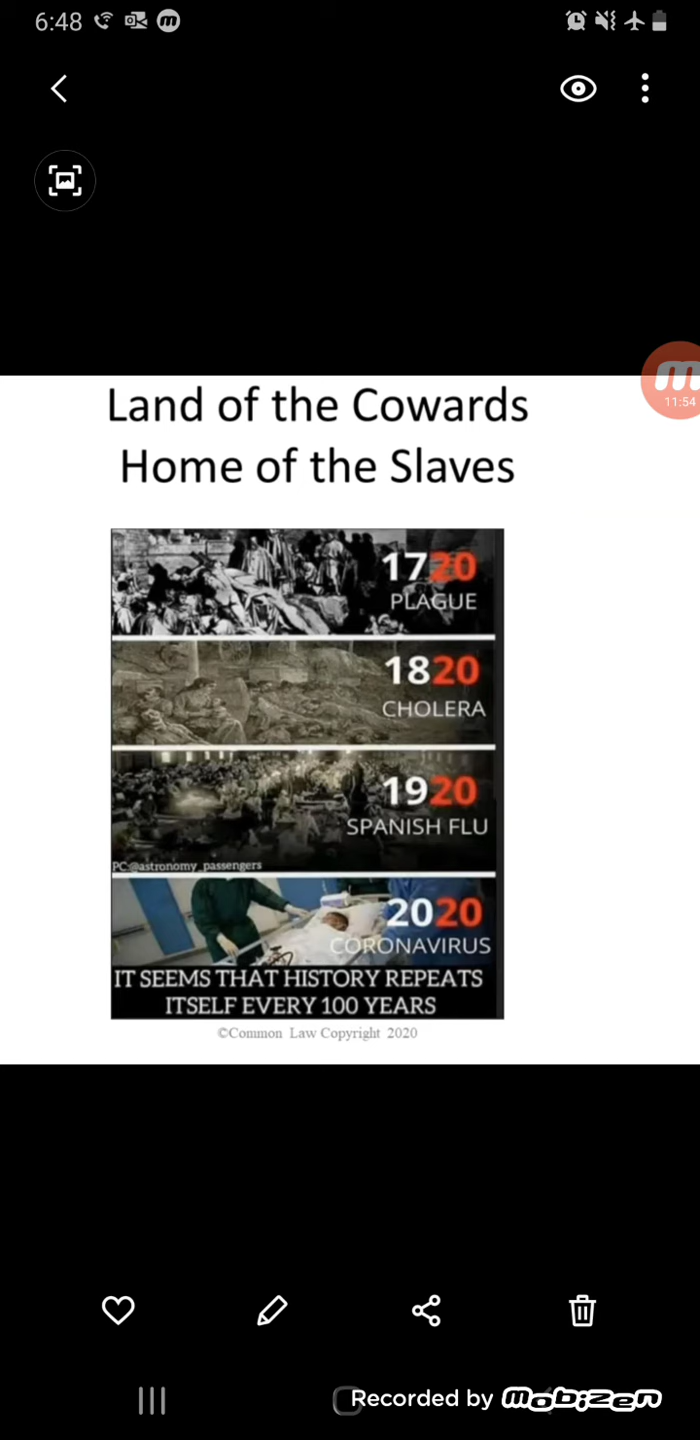 6:48
11:54
Land of the Cowards
Home of the Slaves
1720
PLAGUE
1820
CHOLERA
1920
SPANISH FLU
PC:@astronomy_passengers
2020
CORONAVIRUS
IT SEEMS THAT HISTORY REPEATS
ITSELF EVERY 100 YEARS
©Common Law Copyright 2020
Recorded by mobizen